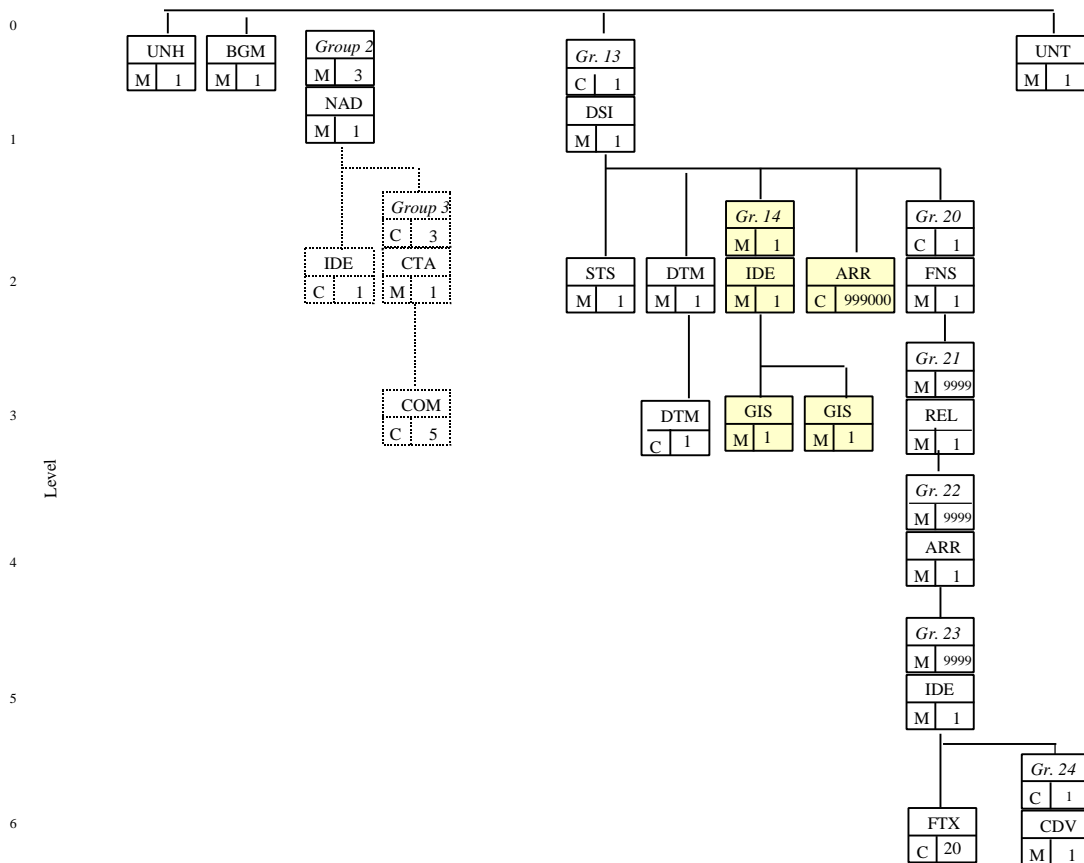 0
UNH
BGM
Group 2
Gr. 13
UNT
M 1
M 1
M 3
C 1
M 1
NAD
DSI
1
M 1
M 1
Group 3
Gr. 14
Gr. 20
C 3
M 1
C 1
IDE
CTA
STS
DTM
IDE
ARR
FNS
2
C 1
M 1
M 1
M 1
M 1
C 999000
M 1
Gr. 21
M 9999
COM
DTM
GIS
GIS
REL
3
C 5
C 1
M 1
M 1
M 1
Level
Gr. 22
M 9999
ARR
4
M 1
Gr. 23
M 9999
IDE
5
M 1
Gr. 24
C 1
FTX
CDV
6
C 20
M 1